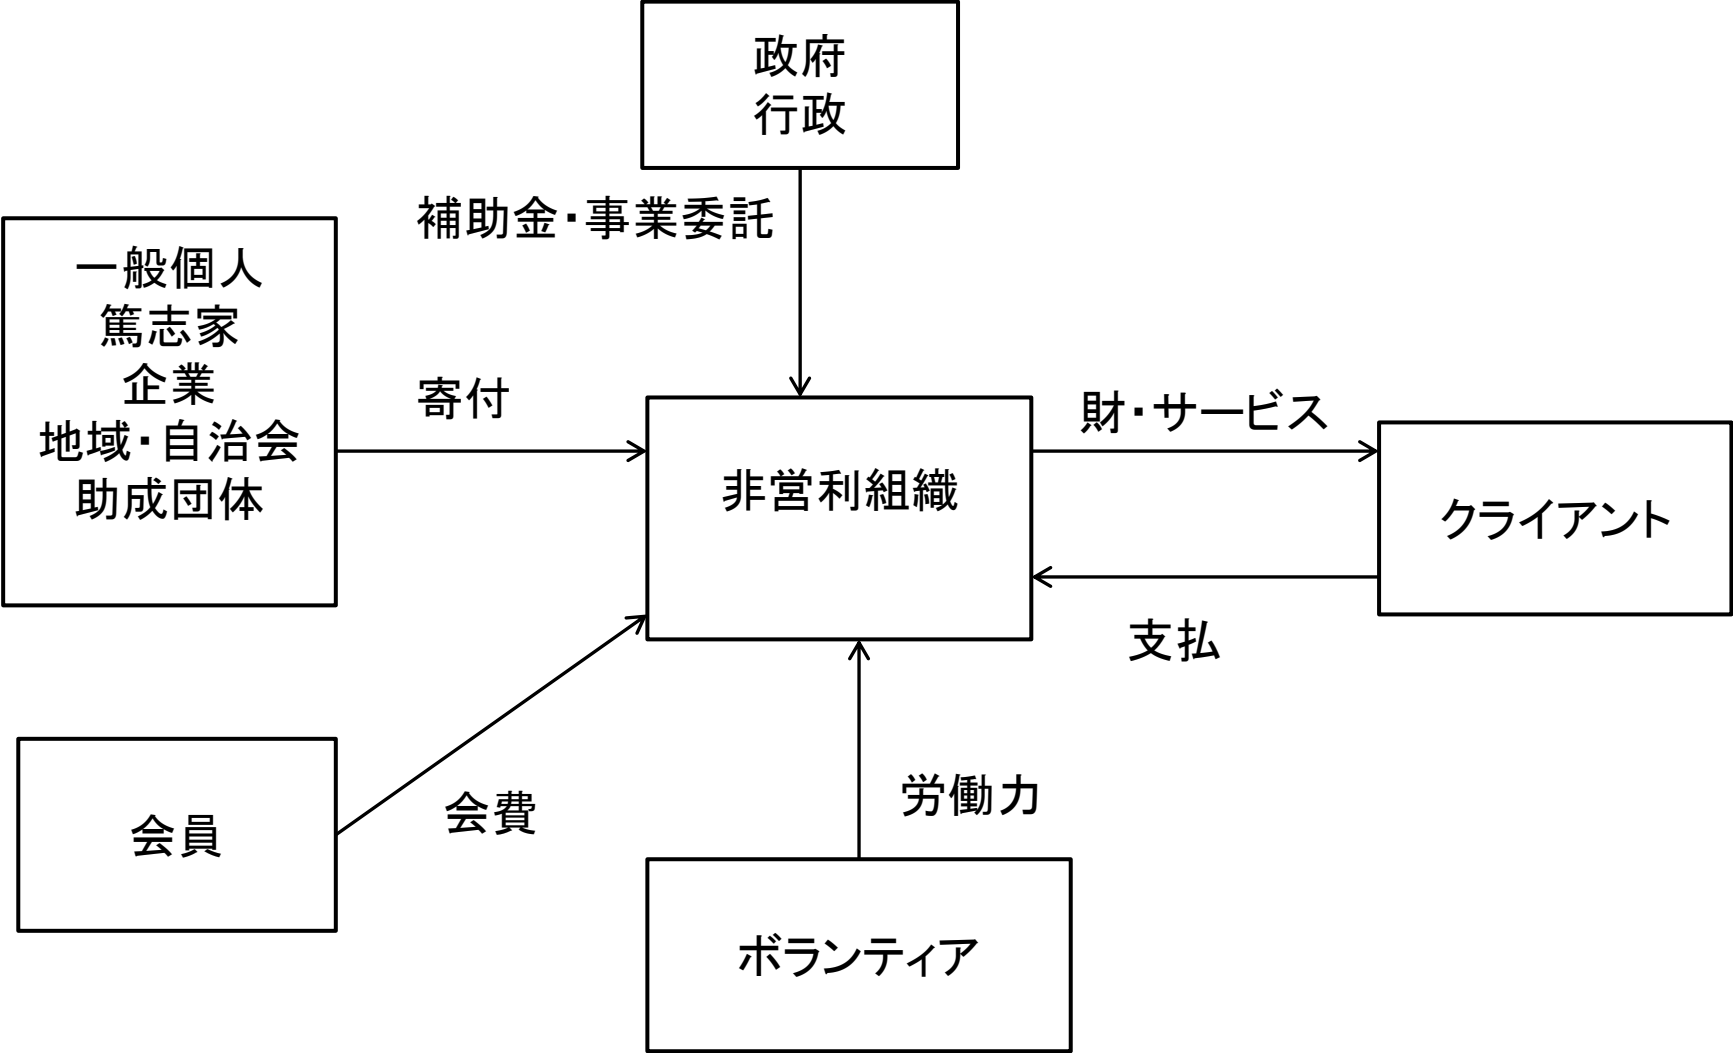 政府
行政
補助金・事業委託
一般個人
篤志家
企業
地域・自治会
助成団体
寄付
非営利組織
財・サービス
クライアント
支払
会員
会費
労働力
ボランティア